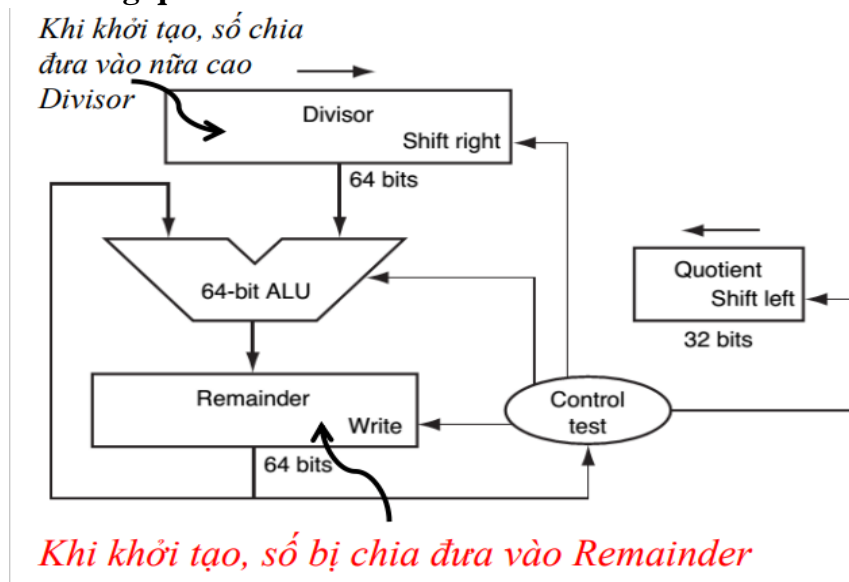 Khi khởi tạo, số chia
đưa vào nữa cao
Divisor
Divisor
Shift right
64 bits
64-bit ALU
Quotient
Shift left
32 bits
Remainder
Write
64 bits
Control
test
Khi khởi tạo, số bị chia đưa vào Remainder